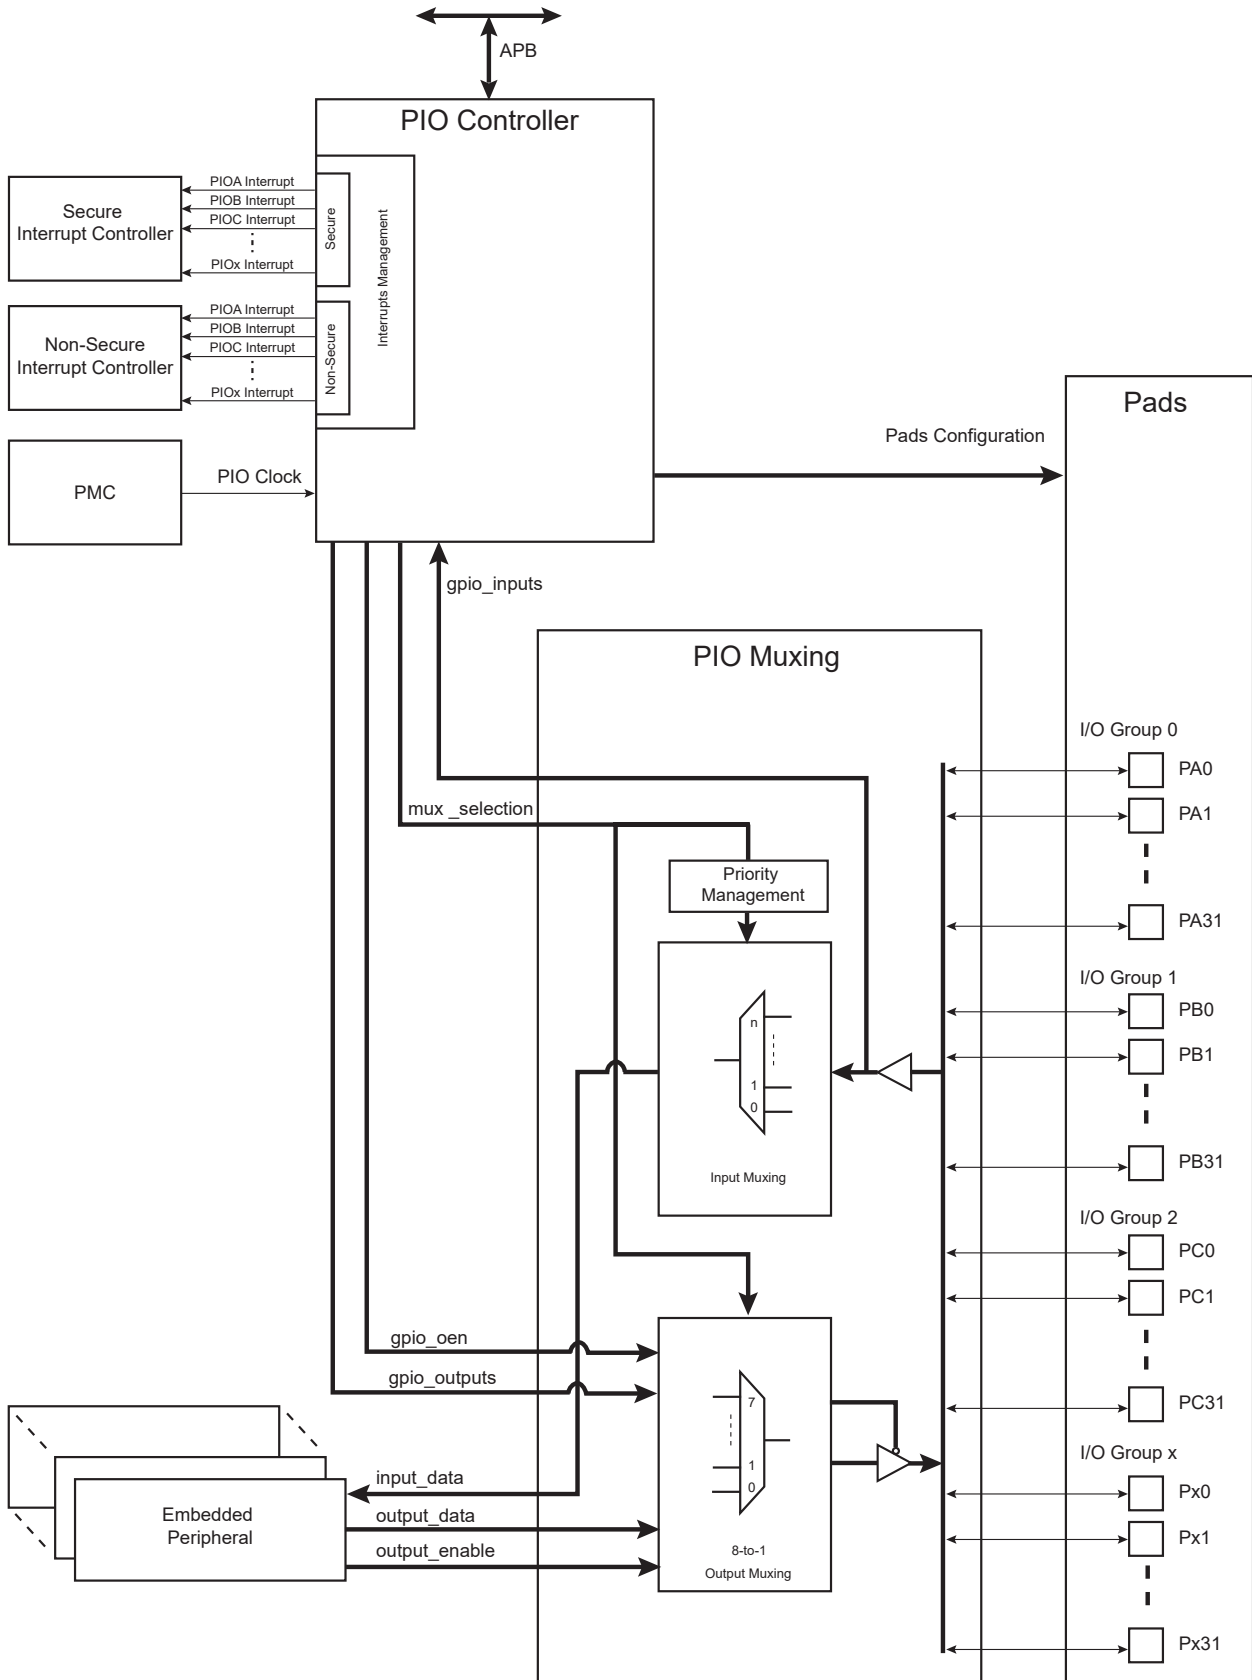 APB
PIO Controller
PIOA Interrupt
PIOB Interrupt
PIOC Interrupt
PIOx Interrupt
Secure
Interrupt Controller
Secure
Interrupts Management
PIOA Interrupt
PIOB Interrupt
PIOC Interrupt
PIOx Interrupt
Non-Secure
Interrupt Controller
Non-Secure
Pads
Pads Configuration
PMC
PIO Clock
gpio_inputs
PIO Muxing
I/O Group 0
PA0
mux _selection
PA1
Priority
Management
PA31
I/O Group 1
n
PB0
PB1
1
0
PB31
Input Muxing
I/O Group 2
PC0
PC1
gpio_oen
gpio_outputs
7
PC31
I/O Group x
1
0
input_data
Px0
Embedded
Peripheral
output_data
Px1
output_enable
8-to-1
Output Muxing
Px31